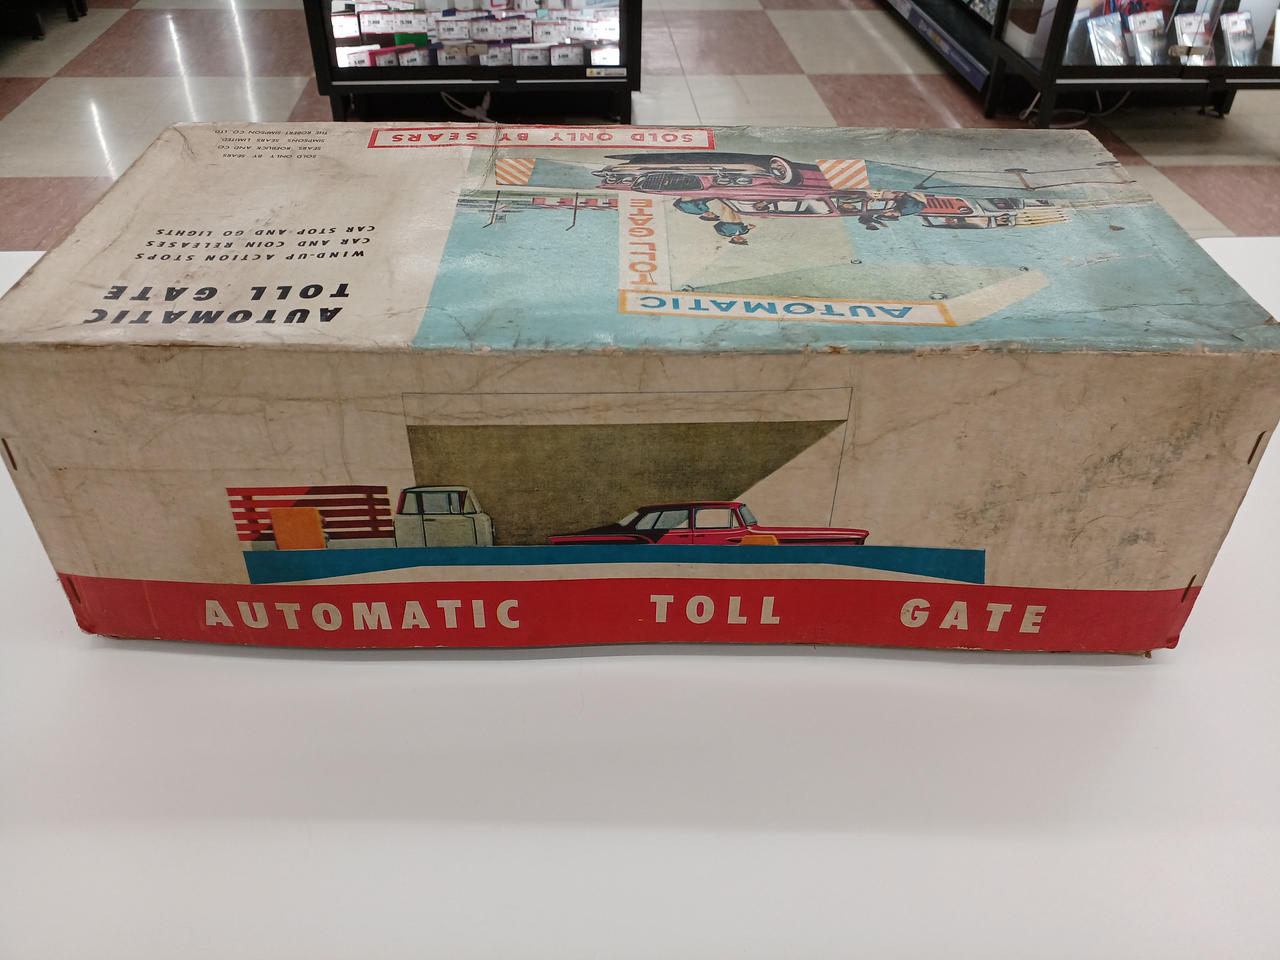 SOLD ONLY BY SEARS
AUTOMATIC
TOLLGATE
AUTOMATIC
TOLL GATE
WIND-UP ACTION STOPS
CAR AND COIN RELEASES
CAR STOP AND GO LIGHTS
SOLD ONLY BY SEARS
SEARS, ROEBUCK AND CO
SIMPSONS SEARS LIMITED
THE ROBERT SIMPSON CO. LTD
AUTOMATIC TOLL GATE